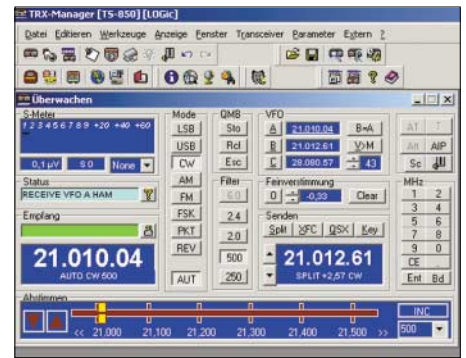 TRX-Manager [TS-850] [LOGic]
Datei Editieren Werkzeuge Anzeige Fenster Transceiver Parameter Extern ?
Überwachen
S-Meter Mode QMB VFO
1 2 3 4 5 6 7 8 9 +20 +40 +60 LSB Sto A 21.010.04 B=A AT T
USB Rcl B 21.012.61 V>M Att AIP
0,1 µV S 0 None CW Esc C 28.080.57 43 Sc
Status AM Filter Feinverstimmung MHz
RECEIVE VFO A HAM FM 6.0 0 -0,33 Clear 1 2
3 4
Empfang FSK 2.4 Senden 5 6
PKT 2.0 Split XFC QSX Key 7 8
21.010.04 REV 500 21.012.61 9 0
CE .
AUTO CW 500 AUT 250 SPLIT +2,57 CW Ent Bd
Abstimmen
INC
<< 21,000 21,100 21,200 21,300 21,400 21,500 >> 500